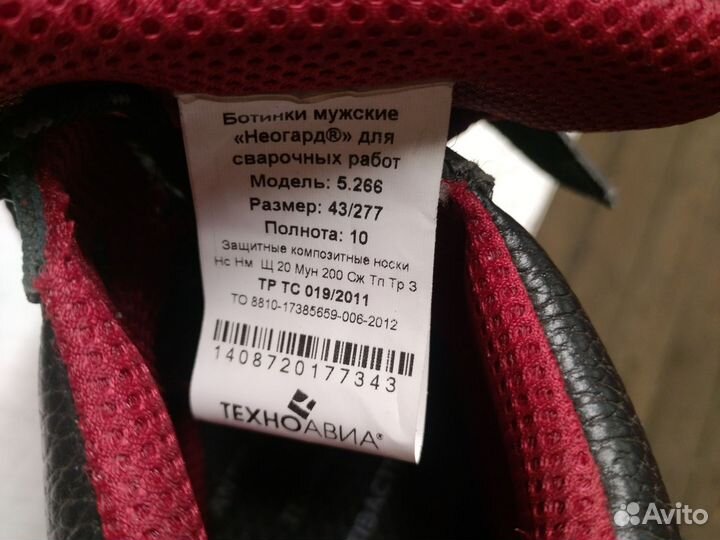 Ботинки мужские
«Неогард®» для
сварочных работ
Модель: 5.266
Размер: 43/277
Полнота: 10
Защитные композитные носки
Нс Нм Щ 20 Мун 200 Сж Тп Тр З
ТР ТС 019/2011
ТО 8810-17385659-006-2012
1408720177343
ТЕХНОАВИА®
Avito